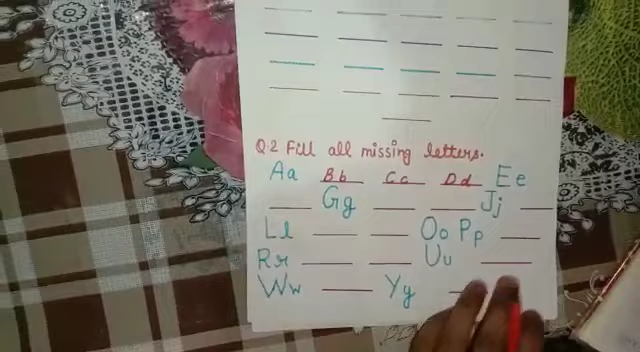 Q.2 Fill all missing letters.
Aa Bb Cc Dd Ee
Gg Jj
Ll Oo Pp
Rr Uu
Ww Yy